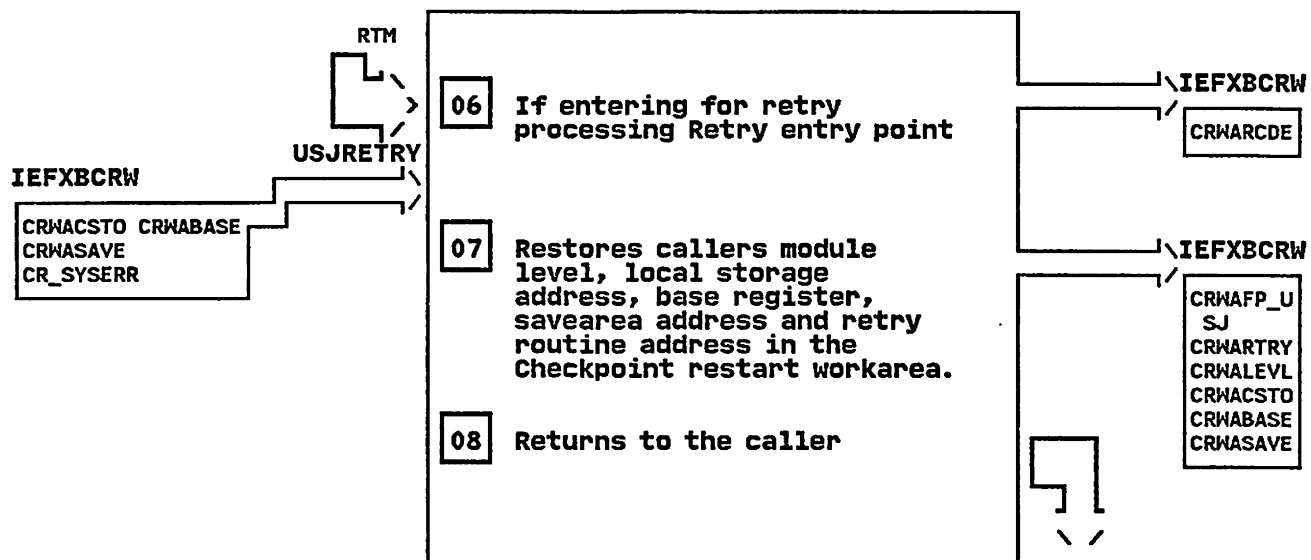 RTM
06 If entering for retry
processing Retry entry point
USJRETRY
IEFXBCRW
CRWACSTO CRWABASE
CRWASAVE
CR_SYSERR
IEFXBCRW
CRWARCDE
07 Restores callers module
level, local storage
address, base register,
savearea address and retry
routine address in the
Checkpoint restart workarea.
IEFXBCRW
CRWAFP_U
SJ
CRWARTRY
CRWALEVL
CRWACSTO
CRWABASE
CRWASAVE
08 Returns to the caller